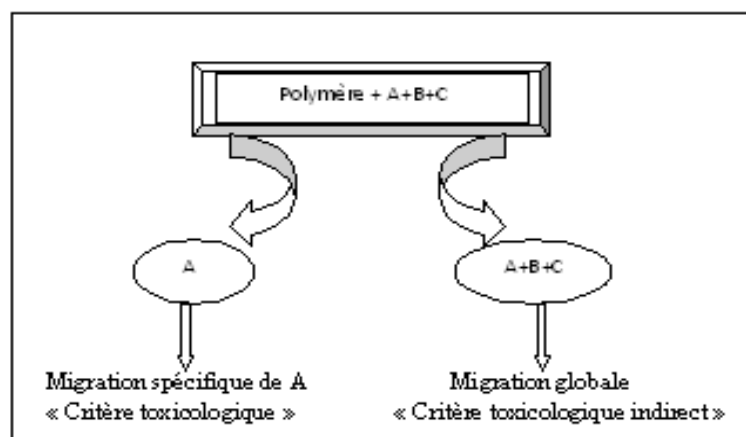 Polymère + A+B+C
A
A+B+C
Migration spécifique de A
« Critère toxicologique »
Migration globale
« Critère toxicologique indirect »